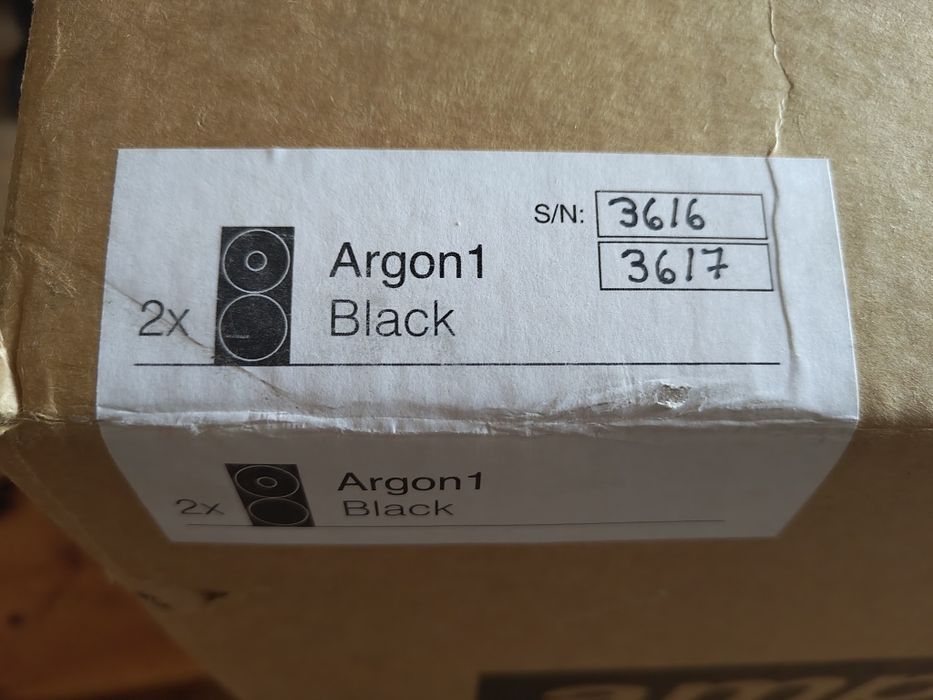 S/N: 3616
3617
2x Argon1
Black
2x Argon1
Black